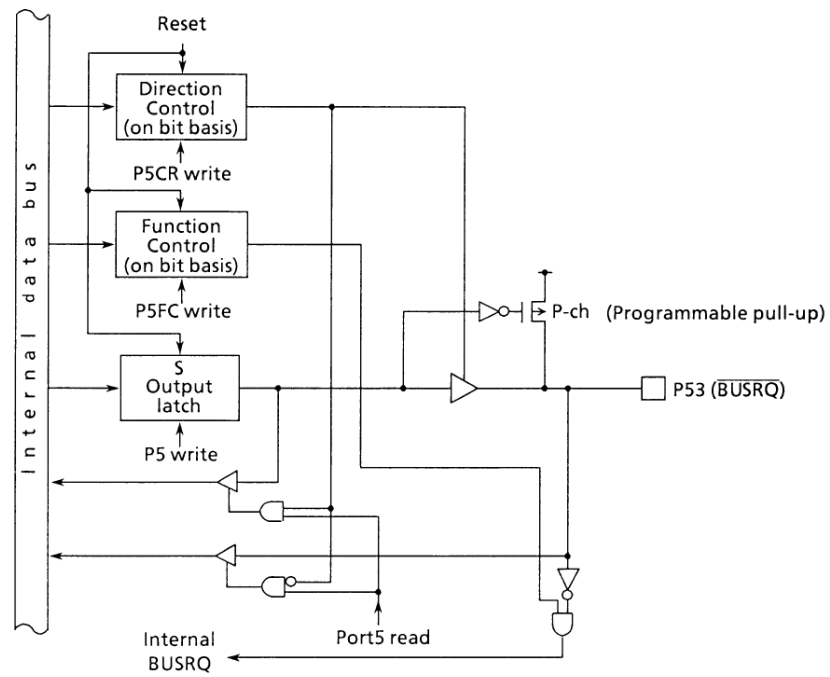 Reset
Direction
Control
(on bit basis)
P5CR write
Function
Control
(on bit basis)
P5FC write
P-ch (Programmable pull-up)
S
Output
latch
P53 (BUSRQ)
P5 write
Internal data bus
Port5 read
Internal
BUSRQ